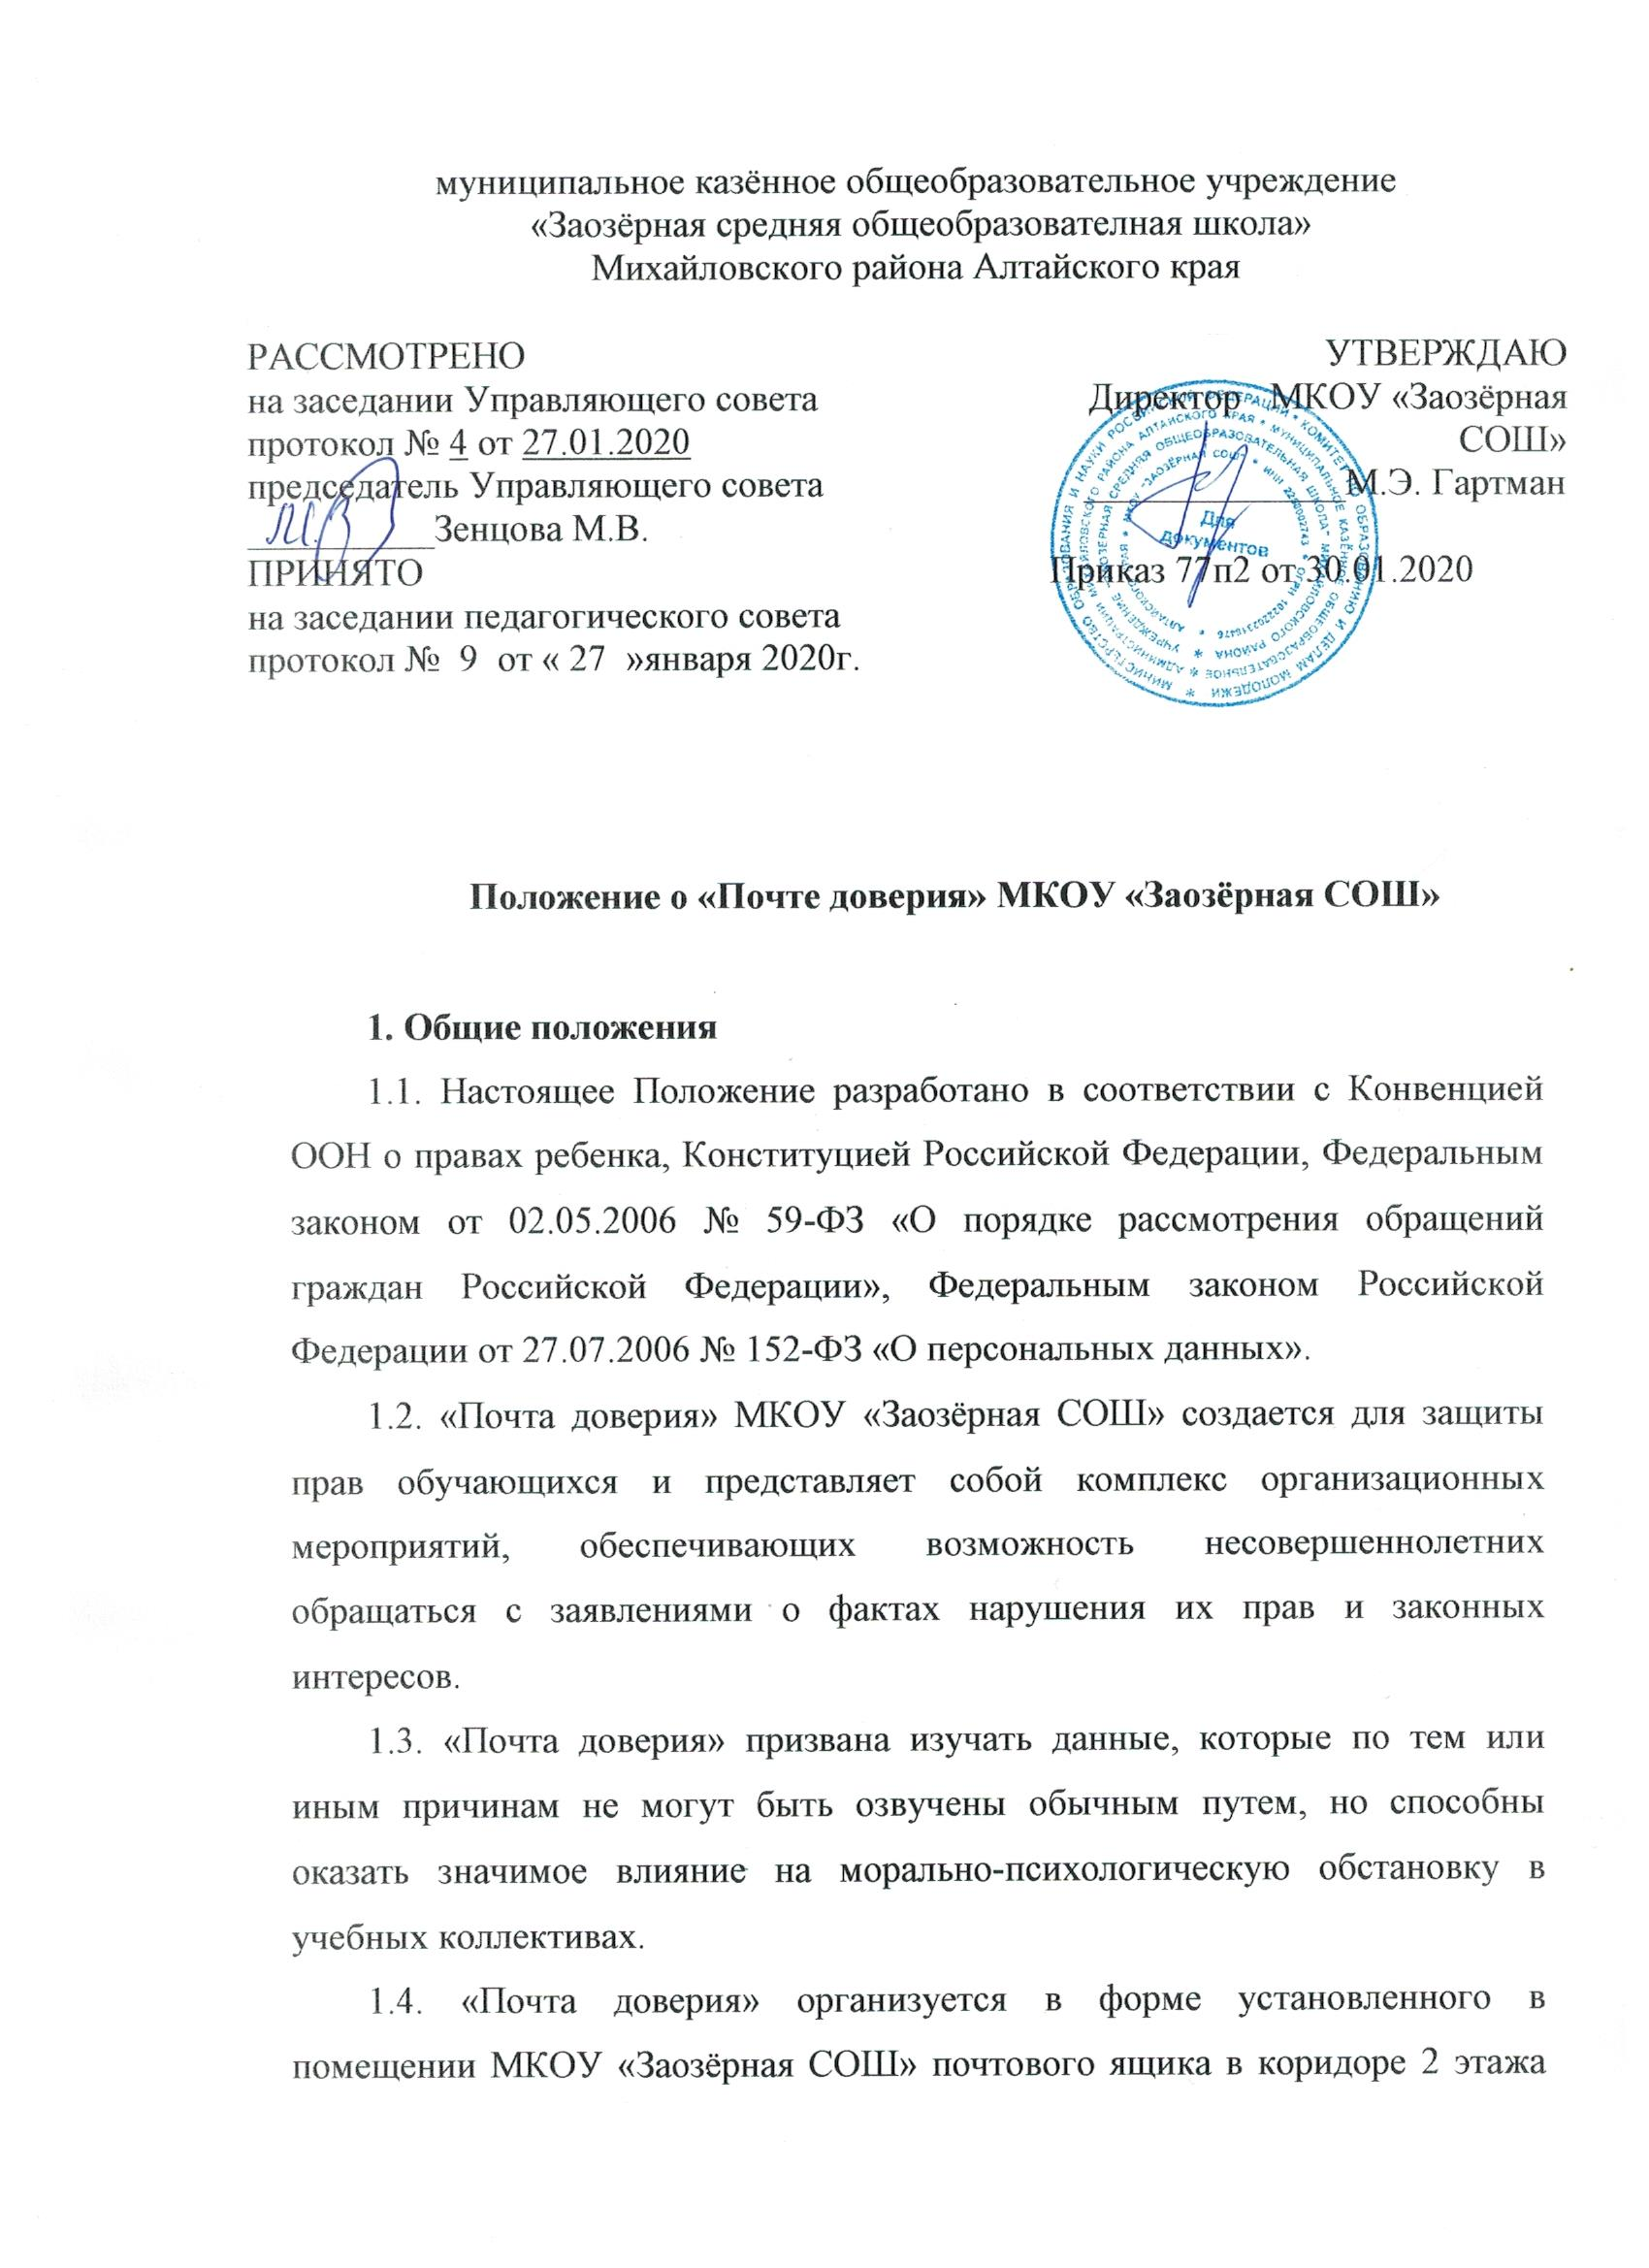 муниципальное казённое общеобразовательное учреждение
«Заозёрная средняя общеобразователная школа»
Михайловского района Алтайского края
РАССМОТРЕНО
на заседании Управляющего совета
протокол № 4 от 27.01.2020
председатель Управляющего совета
__________Зенцова М.В.
ПРИНЯТО
на заседании педагогического совета
протокол № 9 от « 27 »января 2020г.
УТВЕРЖДАЮ
Директор МКОУ «Заозёрная
СОШ»
М.Э. Гартман
Приказ 77п2 от 30.01.2020
Для
документов
Положение о «Почте доверия» МКОУ «Заозёрная СОШ»
1. Общие положения
1.1. Настоящее Положение разработано в соответствии с Конвенцией
ООН о правах ребенка, Конституцией Российской Федерации, Федеральным
законом от 02.05.2006 № 59-ФЗ «О порядке рассмотрения обращений
граждан Российской Федерации», Федеральным законом Российской
Федерации от 27.07.2006 № 152-ФЗ «О персональных данных».
1.2. «Почта доверия» МКОУ «Заозёрная СОШ» создается для защиты
прав обучающихся и представляет собой комплекс организационных
мероприятий, обеспечивающих возможность несовершеннолетних
обращаться с заявлениями о фактах нарушения их прав и законных
интересов.
1.3. «Почта доверия» призвана изучать данные, которые по тем или
иным причинам не могут быть озвучены обычным путем, но способны
оказать значимое влияние на морально-психологическую обстановку в
учебных коллективах.
1.4. «Почта доверия» организуется в форме установленного в
помещении МКОУ «Заозёрная СОШ» почтового ящика в коридоре 2 этажа